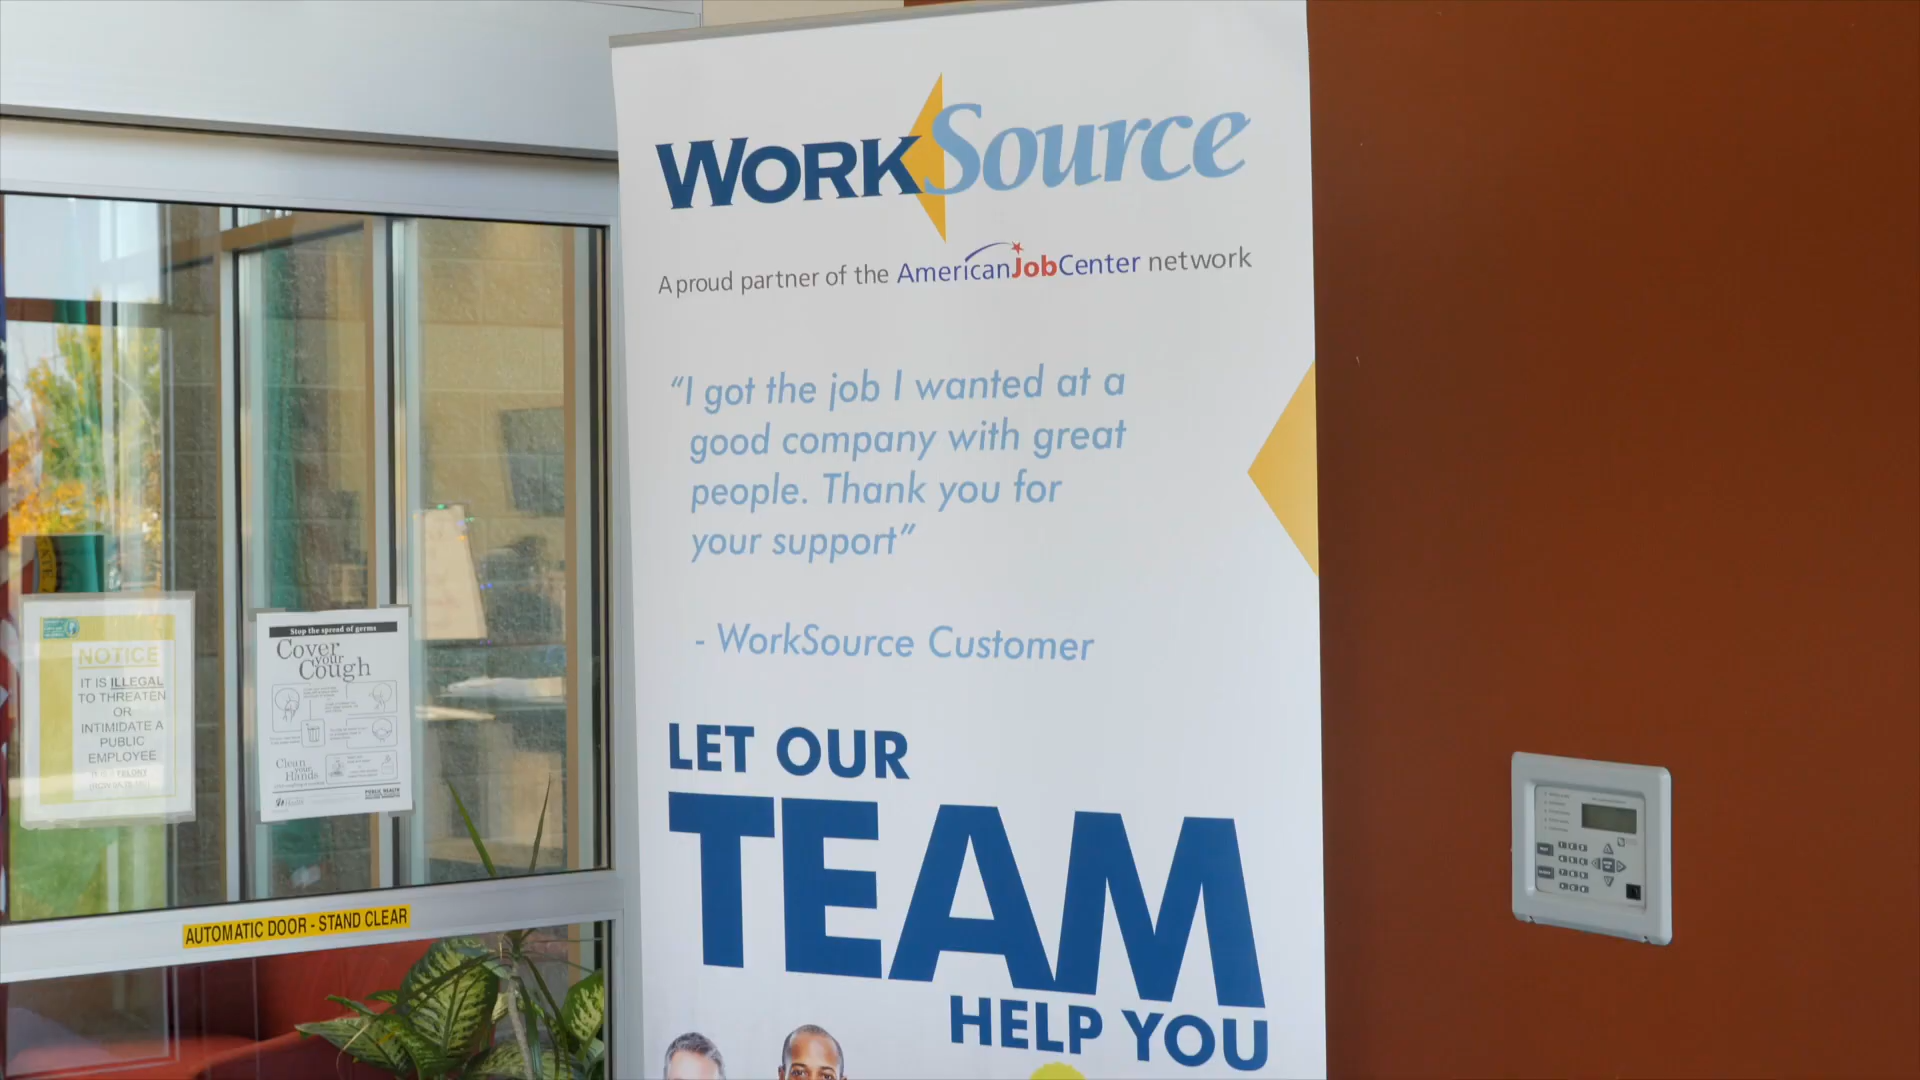 WORKSource
A proud partner of the AmericanJobCenter network
“I got the job I wanted at a
good company with great
people. Thank you for
your support”
- WorkSource Customer
LET OUR
TEAM
HELP YOU
NOTICE
IT IS ILLEGAL
TO THREATEN
OR
INTIMIDATE A
PUBLIC
EMPLOYEE
Stop the spread of germs
Cover
your
Cough
Clean
your
Hands
AUTOMATIC DOOR - STAND CLEAR